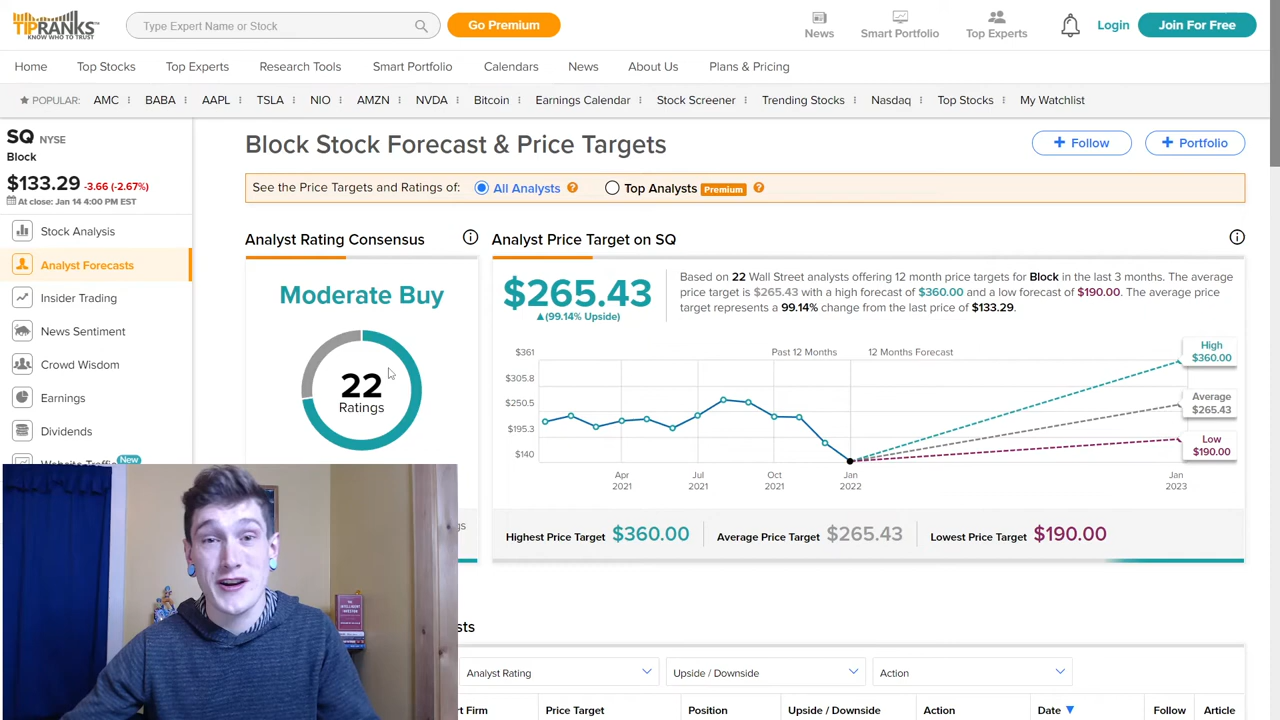 TIPRANKS
KNOW WHO TO TRUST
Type Expert Name or Stock
Go Premium
News
Smart Portfolio
Top Experts
Login
Join For Free
Home
Top Stocks
Top Experts
Research Tools
Smart Portfolio
Calendars
News
About Us
Plans & Pricing
POPULAR:
AMC
BABA
AAPL
TSLA
NIO
AMZN
NVDA
Bitcoin
Earnings Calendar
Stock Screener
Trending Stocks
Nasdaq
Top Stocks
My Watchlist
SQ NYSE
Block
$133.29 -3.66 (-2.67%)
At close: Jan 14 4:00 PM EST
Stock Analysis
Analyst Forecasts
Insider Trading
News Sentiment
Crowd Wisdom
Earnings
Dividends
New
Block Stock Forecast & Price Targets
+ Follow
+ Portfolio
See the Price Targets and Ratings of:
All Analysts ?
Top Analysts Premium ?
Analyst Rating Consensus
Moderate Buy
22
Ratings
gs
Analyst Price Target on SQ
$265.43
▲(99.14% Upside)
Based on 22 Wall Street analysts offering 12 month price targets for Block in the last 3 months. The average
price target is $265.43 with a high forecast of $360.00 and a low forecast of $190.00. The average price
target represents a 99.14% change from the last price of $133.29.
Past 12 Months
12 Months Forecast
$361
$305.8
$250.5
$195.3
$140
High
$360.00
Average
$265.43
Low
$190.00
Apr
2021
Jul
2021
Oct
2021
Jan
2022
Jan
2023
Highest Price Target $360.00
Average Price Target $265.43
Lowest Price Target $190.00
sts
Analyst Rating
Upside / Downside
Action
rt Firm
Price Target
Position
Upside / Downside
Action
Date ▼
Follow
Article